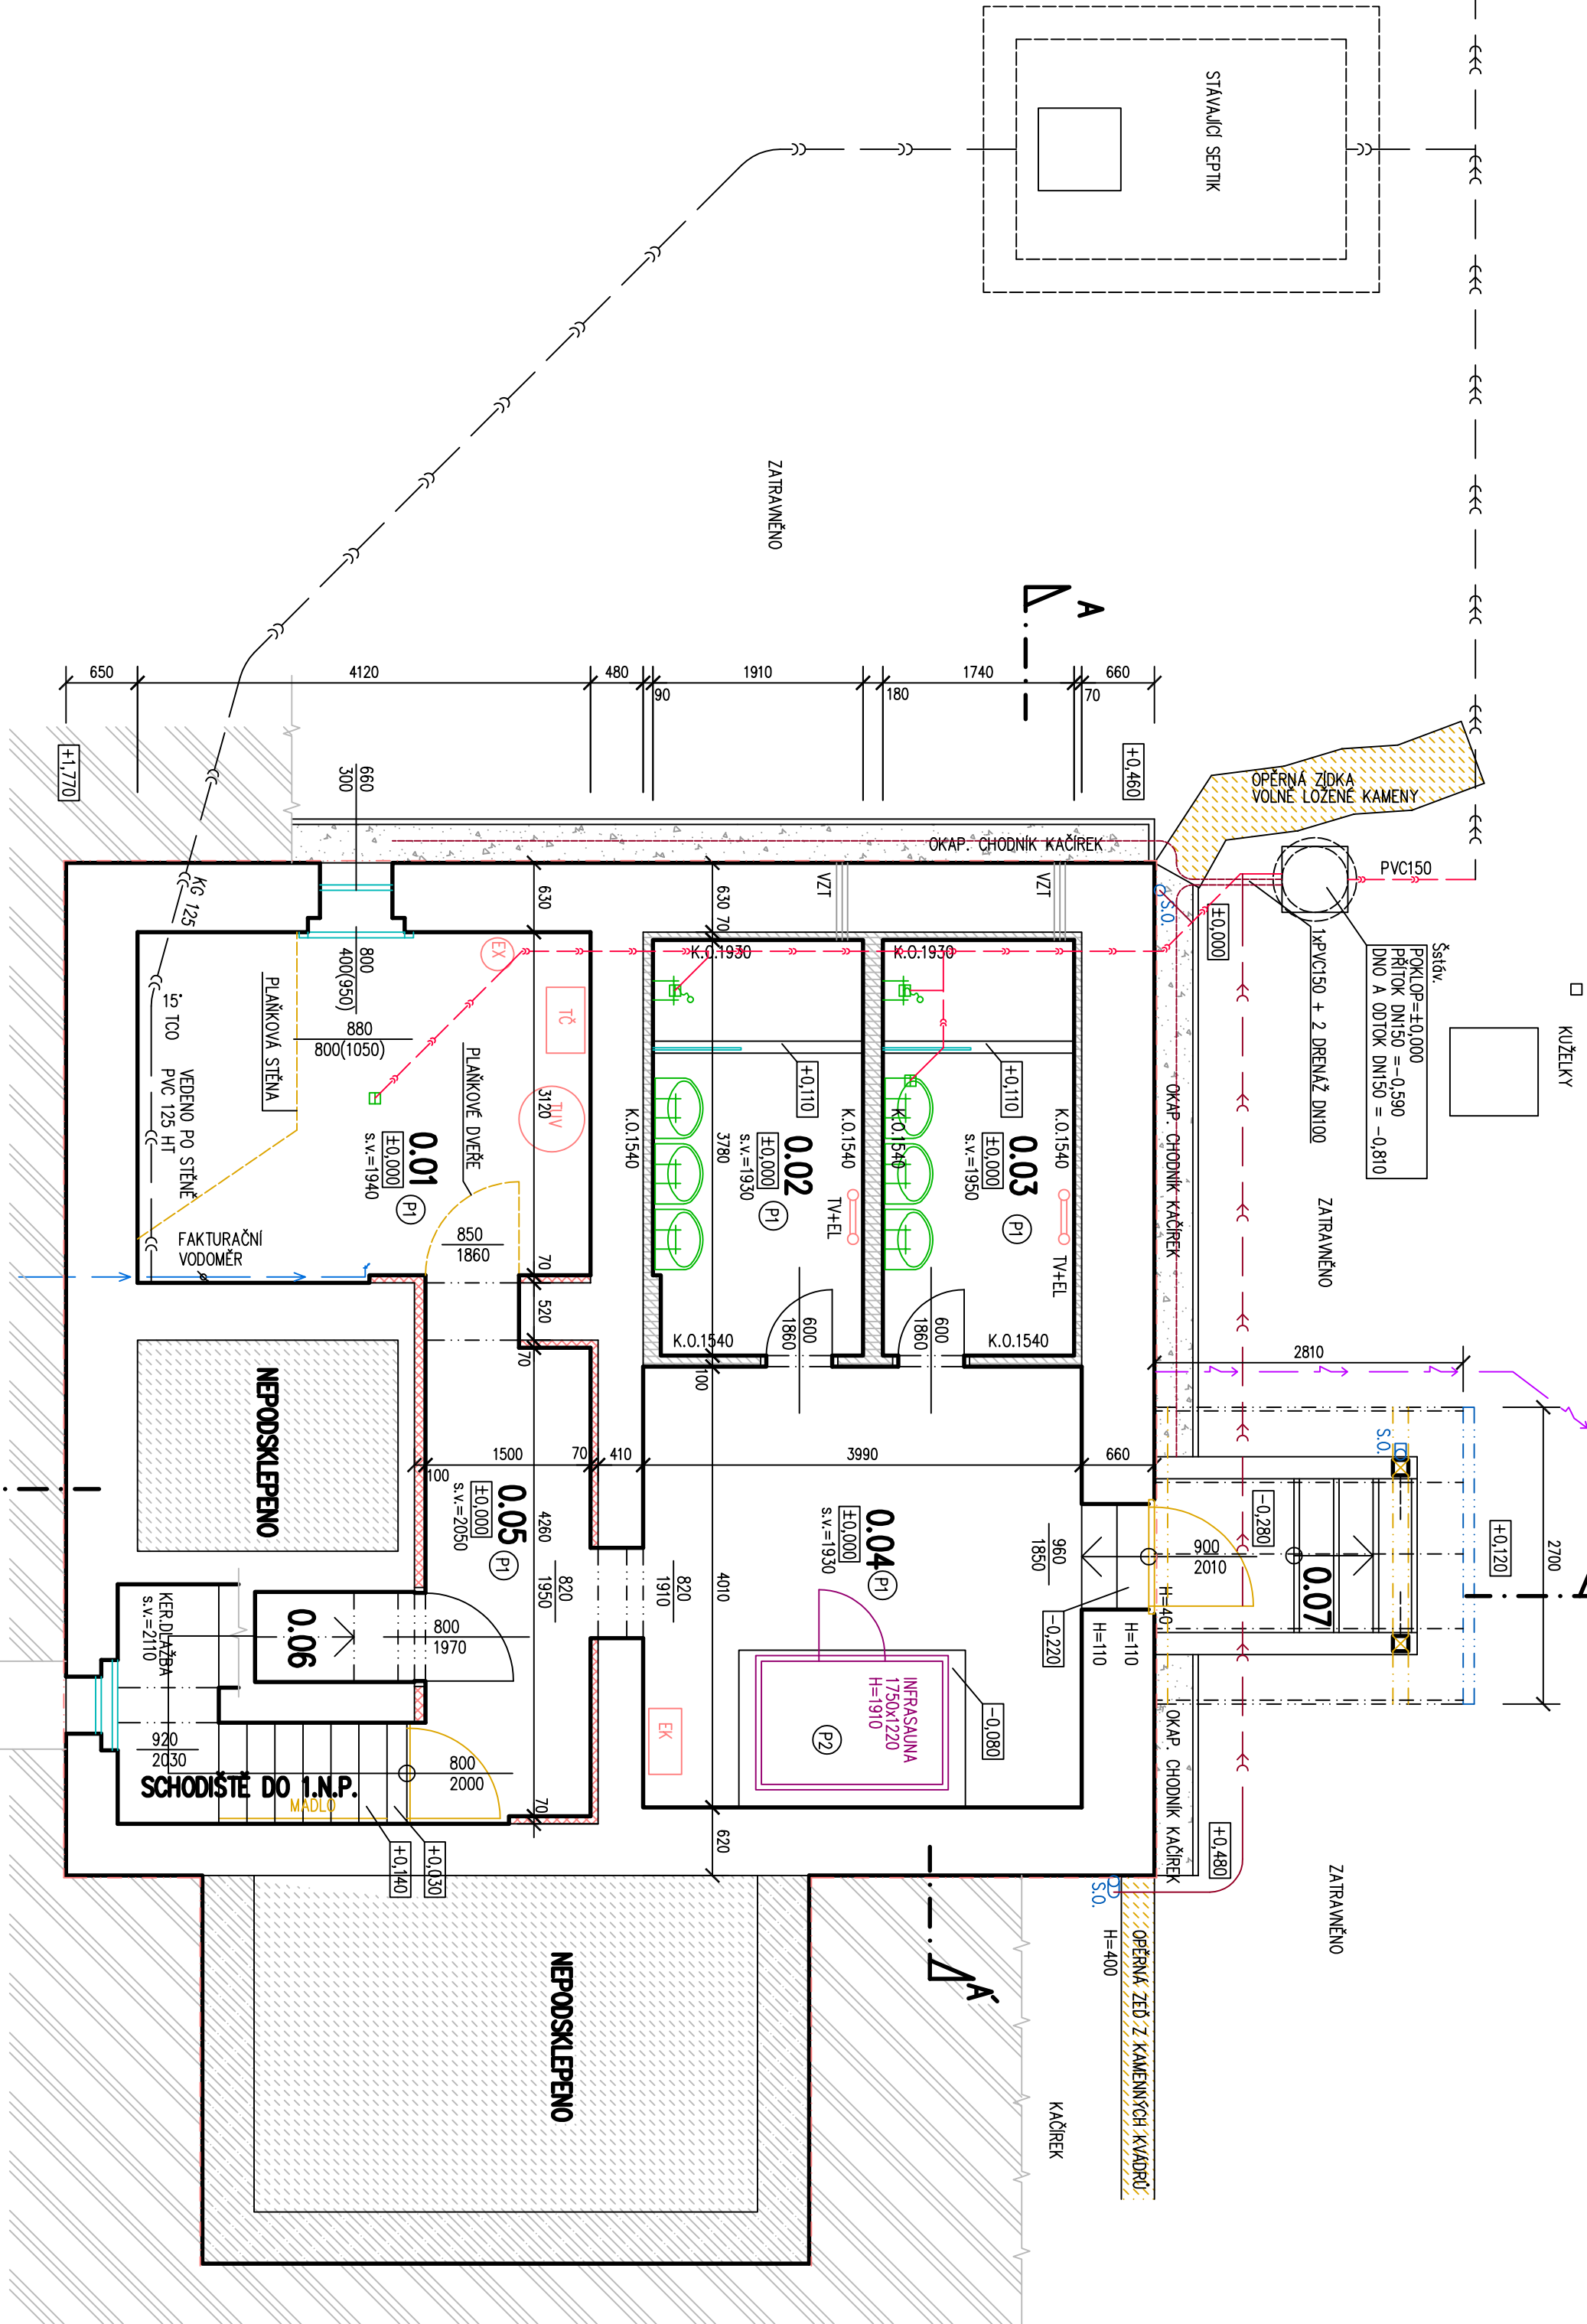 STÁVAJÍCÍ SEPTIK
ZATRAVNĚNO
A
650
4120
480
90
1910
180
1740
70
660
+1,770
+0,460
OPĚRNÁ ZÍDKA
VOLNĚ LOŽENÉ KAMENY
PVC150
OKAP. CHODNÍK KAČÍREK
660
300
KG 125
630
630
70
VZT
VZT
S.O.
±0,000
1xPVC150 + 2 DRENÁŽ DN100
Šstáv.
POKLOP=±0,000
PŘÍTOK DN150 =-0,590
DNO A ODTOK DN150 = -0,810
KUŽELKY
800
400(950)
EX
TČ
TUV
K.O.1930
K.O.1930
15° TCO
PLAŇKOVÁ STĚNA
880
800(1050)
PLAŇKOVÉ DVEŘE
3120
VEDENO PO STĚNĚ
PVC 125 HT
+0,110
+0,110
0.01
±0,000
s.v.=1940
P1
K.O.1540
3780
K.O.1540
0.02
±0,000
s.v.=1930
P1
TV+EL
K.O.1540
K.O.1540
0.03
±0,000
s.v.=1950
P1
TV+EL
OKAP. CHODNÍK KAČÍREK
ZATRAVNĚNO
FAKTURAČNÍ
VODOMĚR
850
1860
70
520
70
K.O.1540
600
1860
600
1860
K.O.1540
100
2810
NEPODSKLEPENO
100
1500
70
410
3990
660
S.O.
2700
0.05
±0,000
s.v.=2050
P1
4260
0.04
±0,000
s.v.=1930
P1
4010
960
1850
900
2010
-0,280
+0,120
0.07
820
1950
820
1910
H=40
H=110
H=110
-0,220
KER.DLAŽBA
s.v.=2110
0.06
800
1970
INFRASAUNA
1750x1220
H=1910
P2
-0,080
EK
920
2030
800
2000
SCHODIŠTĚ DO 1.N.P.
MADLO
70
620
+0,140
+0,030
OKAP. CHODNÍK KAČÍREK
+0,480
S.O.
ZATRAVNĚNO
A´
H=400
OPĚRNÁ ZEĎ Z KAMENNÝCH KVÁDRŮ
NEPODSKLEPENO
KAČÍREK